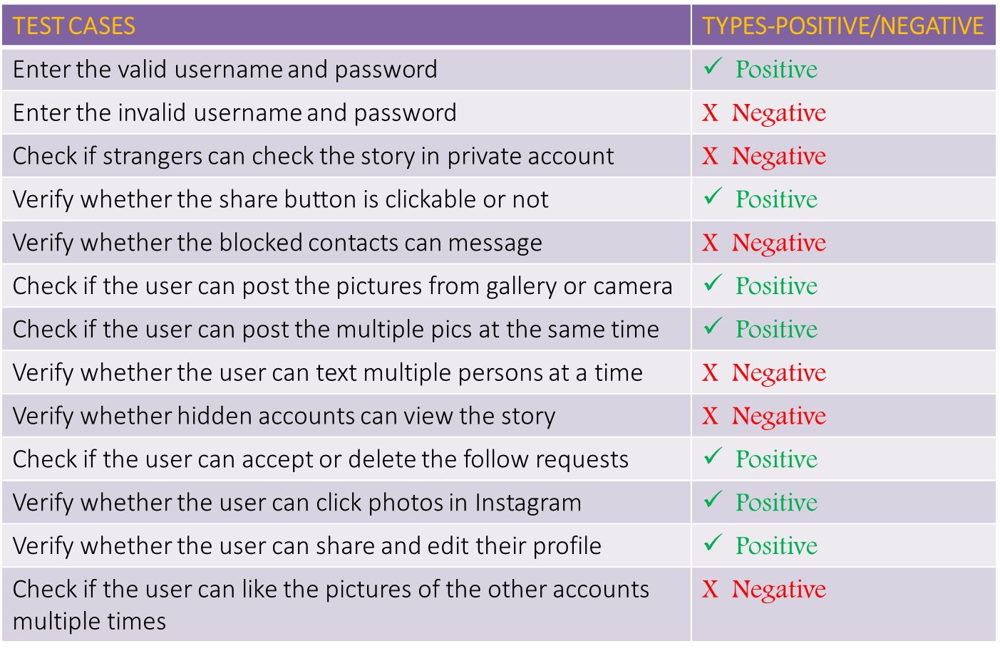 TEST CASES TYPES-POSITIVE/NEGATIVE
Enter the valid username and password ✓ Positive
Enter the invalid username and password X Negative
Check if strangers can check the story in private account X Negative
Verify whether the share button is clickable or not ✓ Positive
Verify whether the blocked contacts can message X Negative
Check if the user can post the pictures from gallery or camera ✓ Positive
Check if the user can post the multiple pics at the same time ✓ Positive
Verify whether the user can text multiple persons at a time X Negative
Verify whether hidden accounts can view the story X Negative
Check if the user can accept or delete the follow requests ✓ Positive
Verify whether the user can click photos in Instagram ✓ Positive
Verify whether the user can share and edit their profile ✓ Positive
Check if the user can like the pictures of the other accounts X Negative
multiple times